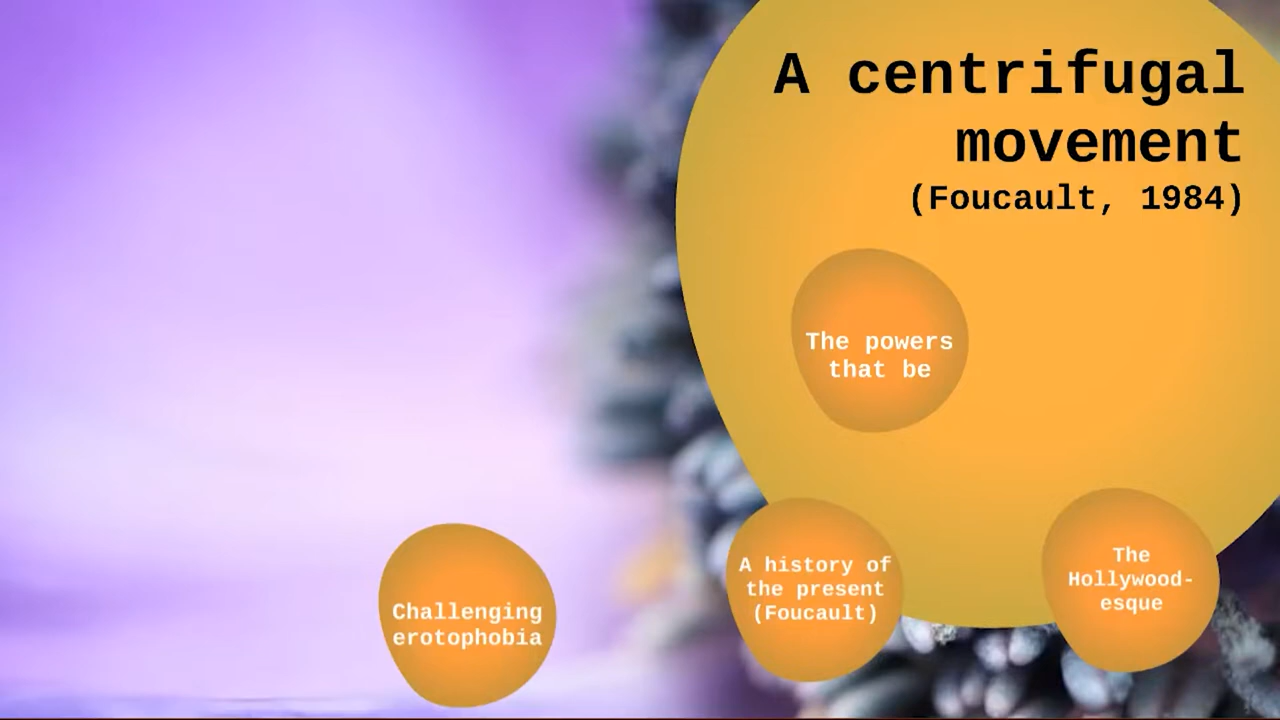 A centrifugal
movement
(Foucault, 1984)
The powers
that be
A history of
the present
(Foucault)
The
Hollywood-
esque
Challenging
erotophobia